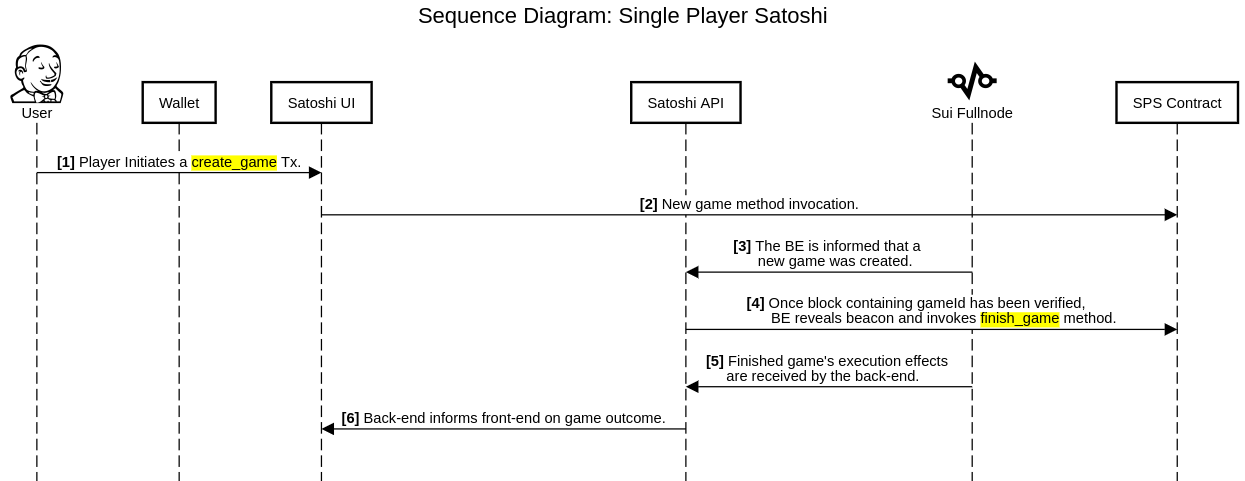 Sequence Diagram: Single Player Satoshi
User
Wallet
Satoshi UI
Satoshi API
Sui Fullnode
SPS Contract
[1] Player Initiates a create_game Tx.
[2] New game method invocation.
[3] The BE is informed that a
new game was created.
[4] Once block containing gameId has been verified,
BE reveals beacon and invokes finish_game method.
[5] Finished game's execution effects
are received by the back-end.
[6] Back-end informs front-end on game outcome.